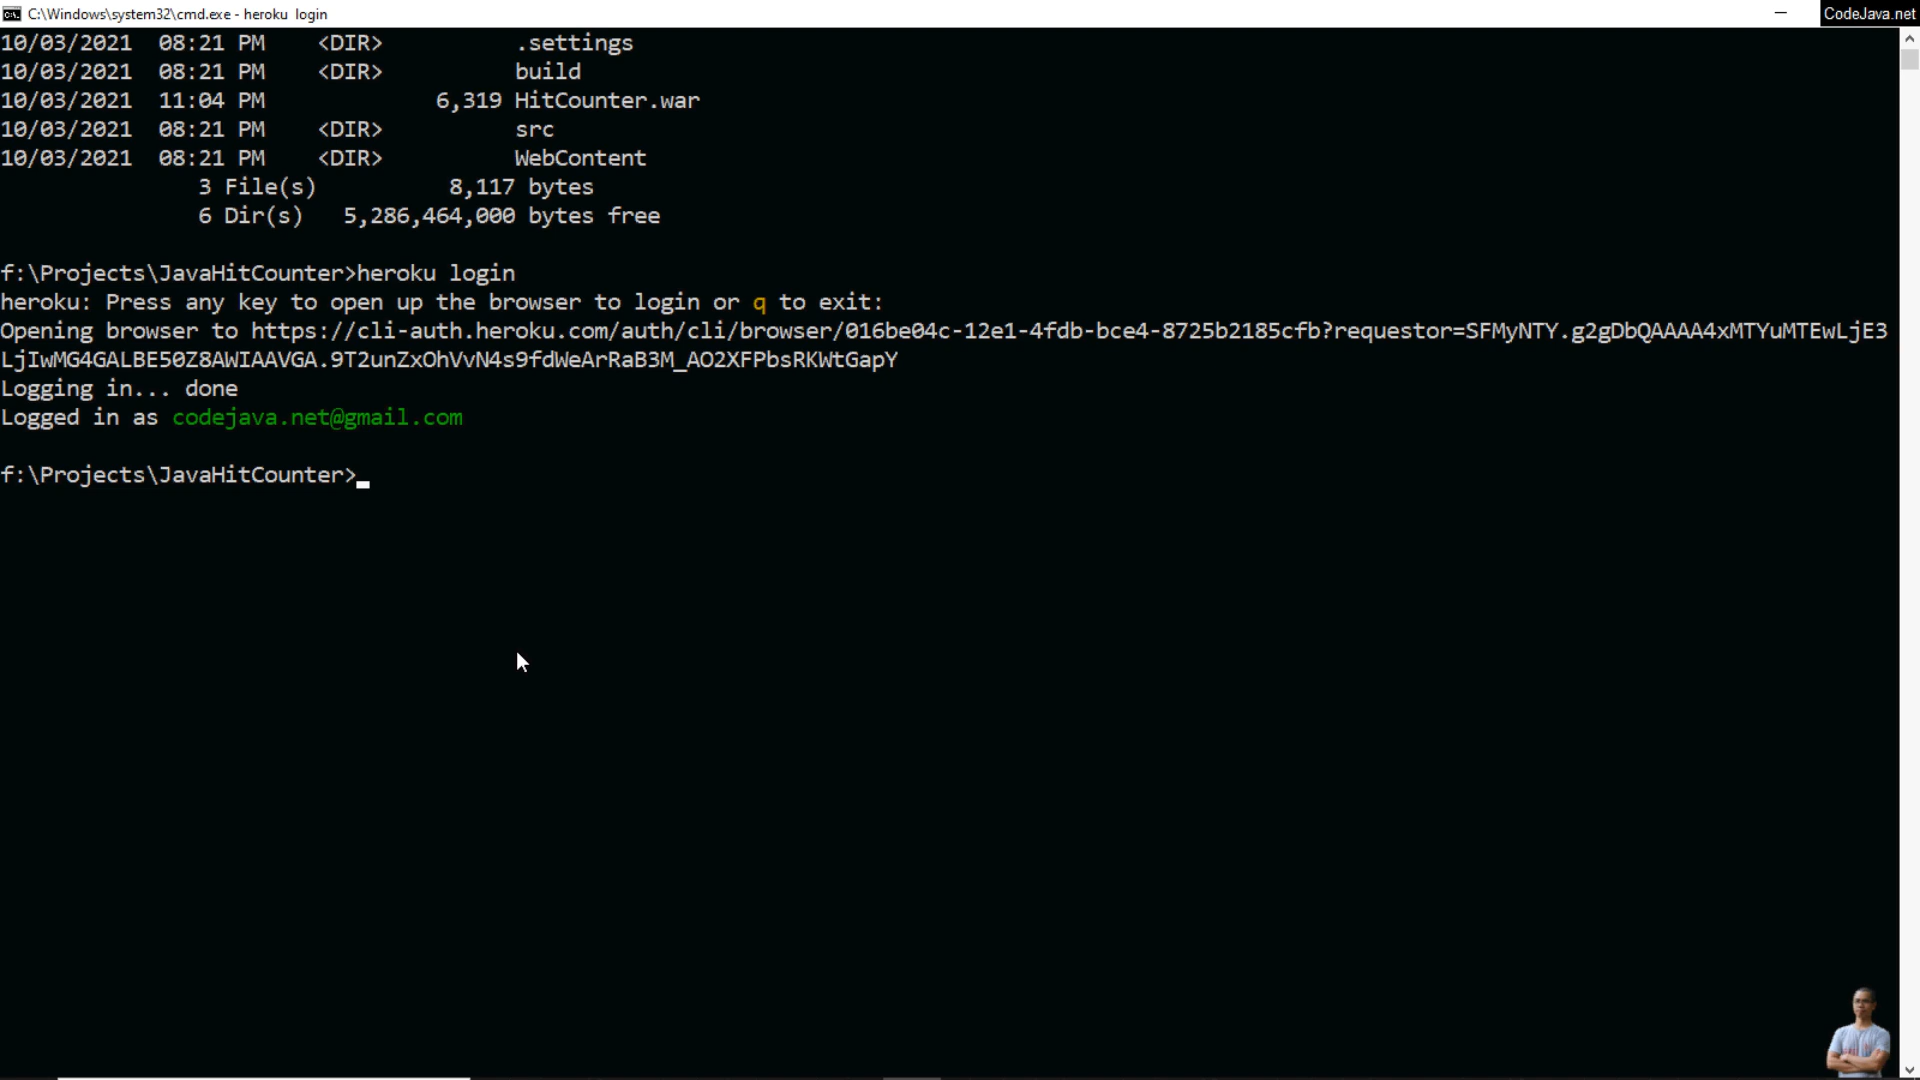 C:\Windows\system32\cmd.exe - heroku  login
CodeJava.net
10/03/2021  08:21 PM    <DIR>          .settings
10/03/2021  08:21 PM    <DIR>          build
10/03/2021  11:04 PM             6,319 HitCounter.war
10/03/2021  08:21 PM    <DIR>          src
10/03/2021  08:21 PM    <DIR>          WebContent
               3 File(s)          8,117 bytes
               6 Dir(s)   5,286,464,000 bytes free
f:\Projects\JavaHitCounter>heroku login
heroku: Press any key to open up the browser to login or q to exit:
Opening browser to https://cli-auth.heroku.com/auth/cli/browser/016be04c-12e1-4fdb-bce4-8725b2185cfb?requestor=SFMyNTY.g2gDbQAAAA4xMTYuMTEwLjE3
LjIwMG4GALBE50Z8AWIAAVGA.9T2unZxOhVvN4s9fdWeArRaB3M_AO2XFPbsRKWtGapY
Logging in... done
Logged in as codejava.net@gmail.com
f:\Projects\JavaHitCounter>